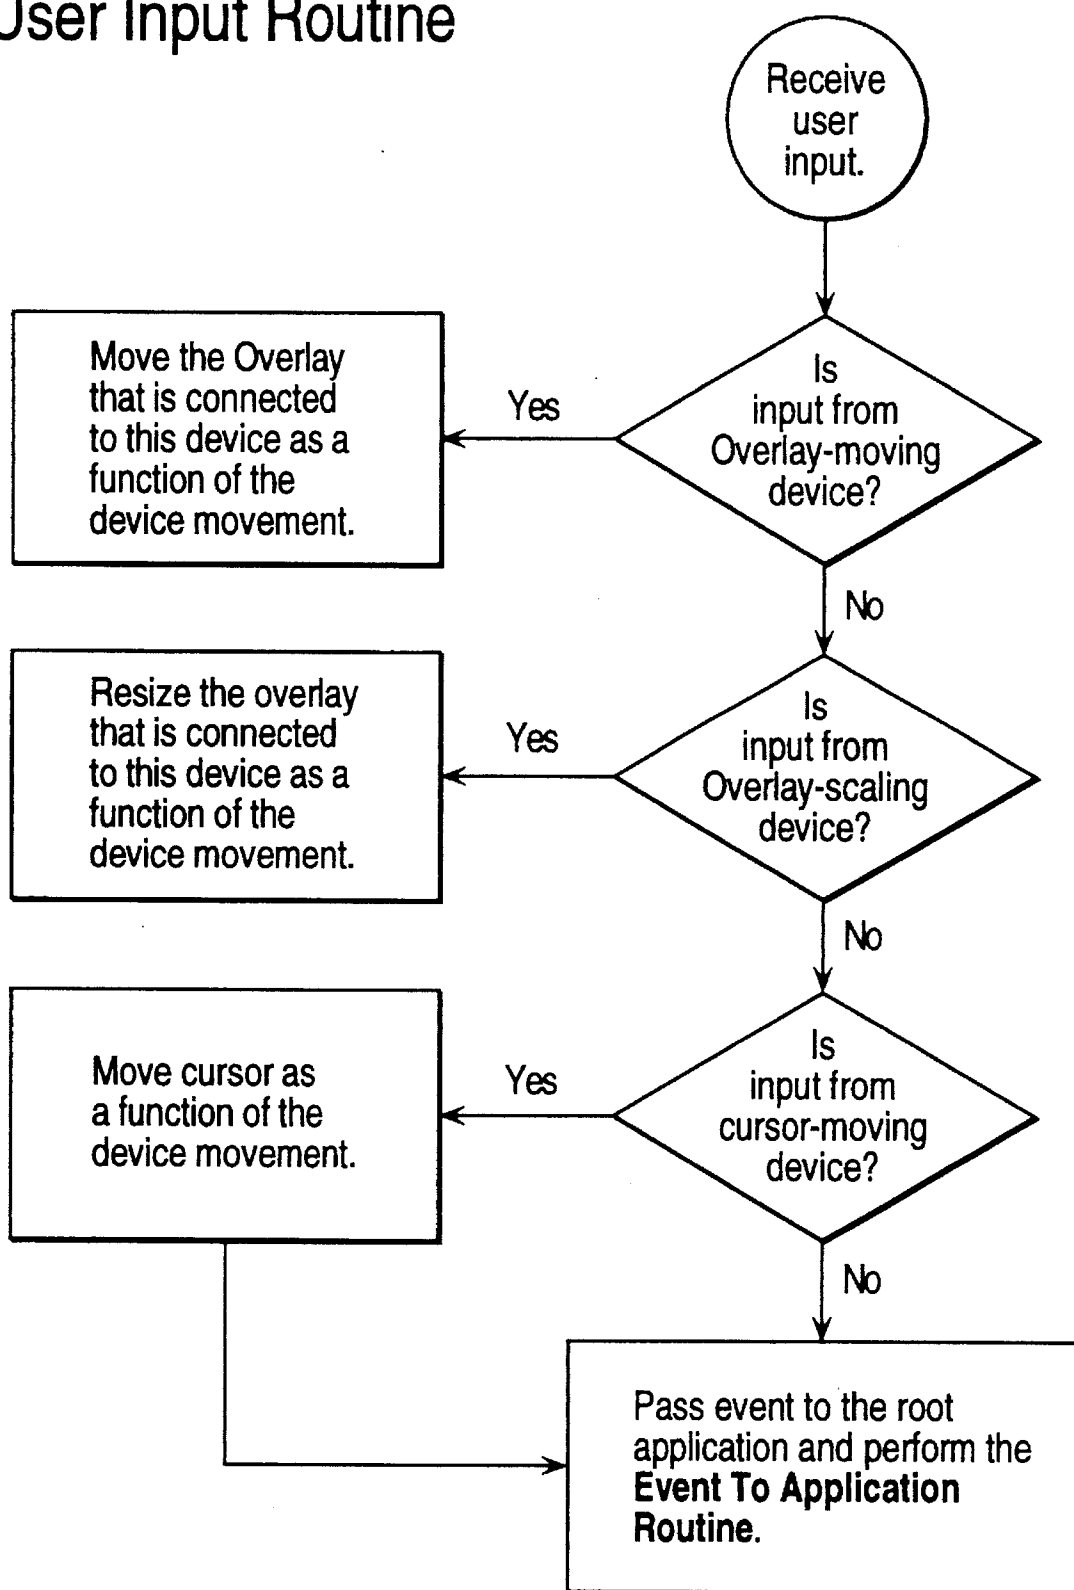 User Input Routine
Receive
user
input.
Is
input from
Overlay-moving
device?
Yes
Move the Overlay
that is connected
to this device as a
function of the
device movement.
No
Is
input from
Overlay-scaling
device?
Yes
Resize the overlay
that is connected
to this device as a
function of the
device movement.
No
Is
input from
cursor-moving
device?
Yes
Move cursor as
a function of the
device movement.
No
Pass event to the root
application and perform the
Event To Application
Routine.